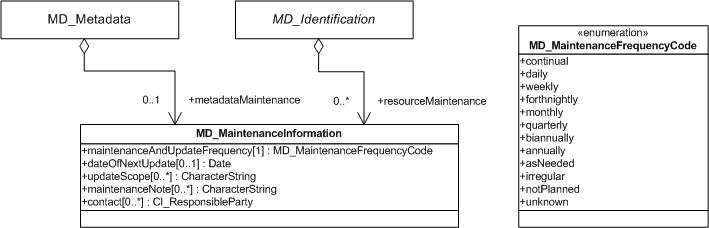 MD_Metadata
MD_Identification
0..1
+metadataMaintenance
0..*
+resourceMaintenance
MD_MaintenanceInformation
+maintenanceAndUpdateFrequency[1] : MD_MaintenanceFrequencyCode
+dateOfNextUpdate[0..1] : Date
+updateScope[0..*] : CharacterString
+maintenanceNote[0..*] : CharacterString
+contact[0..*] : CI_ResponsibleParty
«enumeration»
MD_MaintenanceFrequencyCode
+continual
+daily
+weekly
+forthnightly
+monthly
+quarterly
+biannually
+annually
+asNeeded
+irregular
+notPlanned
+unknown